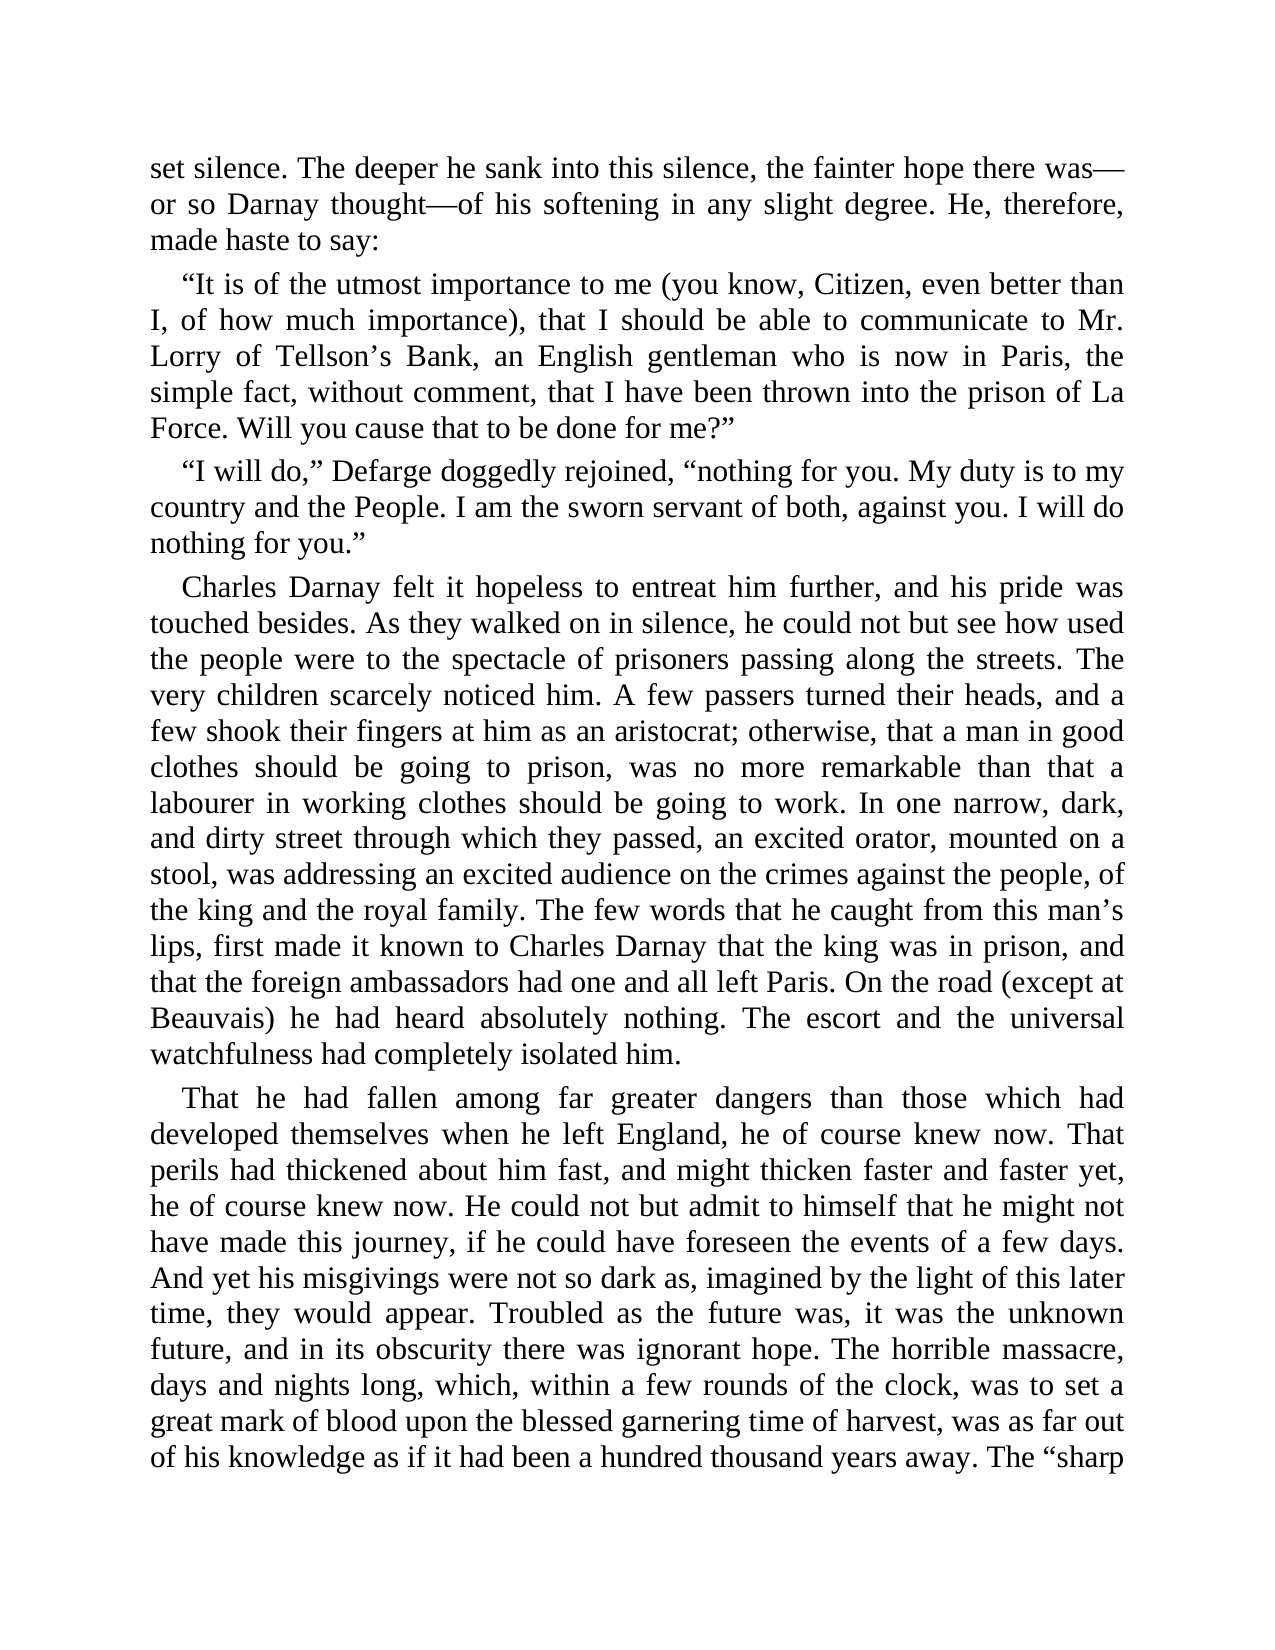 set silence. The deeper he sank into this silence, the fainter hope there was—
or so Darnay thought—of his softening in any slight degree. He, therefore,
made haste to say:
“It is of the utmost importance to me (you know, Citizen, even better than
I, of how much importance), that I should be able to communicate to Mr.
Lorry of Tellson’s Bank, an English gentleman who is now in Paris, the
simple fact, without comment, that I have been thrown into the prison of La
Force. Will you cause that to be done for me?”
“I will do,” Defarge doggedly rejoined, “nothing for you. My duty is to my
country and the People. I am the sworn servant of both, against you. I will do
nothing for you.”
Charles Darnay felt it hopeless to entreat him further, and his pride was
touched besides. As they walked on in silence, he could not but see how used
the people were to the spectacle of prisoners passing along the streets. The
very children scarcely noticed him. A few passers turned their heads, and a
few shook their fingers at him as an aristocrat; otherwise, that a man in good
clothes should be going to prison, was no more remarkable than that a
labourer in working clothes should be going to work. In one narrow, dark,
and dirty street through which they passed, an excited orator, mounted on a
stool, was addressing an excited audience on the crimes against the people, of
the king and the royal family. The few words that he caught from this man’s
lips, first made it known to Charles Darnay that the king was in prison, and
that the foreign ambassadors had one and all left Paris. On the road (except at
Beauvais) he had heard absolutely nothing. The escort and the universal
watchfulness had completely isolated him.
That he had fallen among far greater dangers than those which had
developed themselves when he left England, he of course knew now. That
perils had thickened about him fast, and might thicken faster and faster yet,
he of course knew now. He could not but admit to himself that he might not
have made this journey, if he could have foreseen the events of a few days.
And yet his misgivings were not so dark as, imagined by the light of this later
time, they would appear. Troubled as the future was, it was the unknown
future, and in its obscurity there was ignorant hope. The horrible massacre,
days and nights long, which, within a few rounds of the clock, was to set a
great mark of blood upon the blessed garnering time of harvest, was as far out
of his knowledge as if it had been a hundred thousand years away. The “sharp